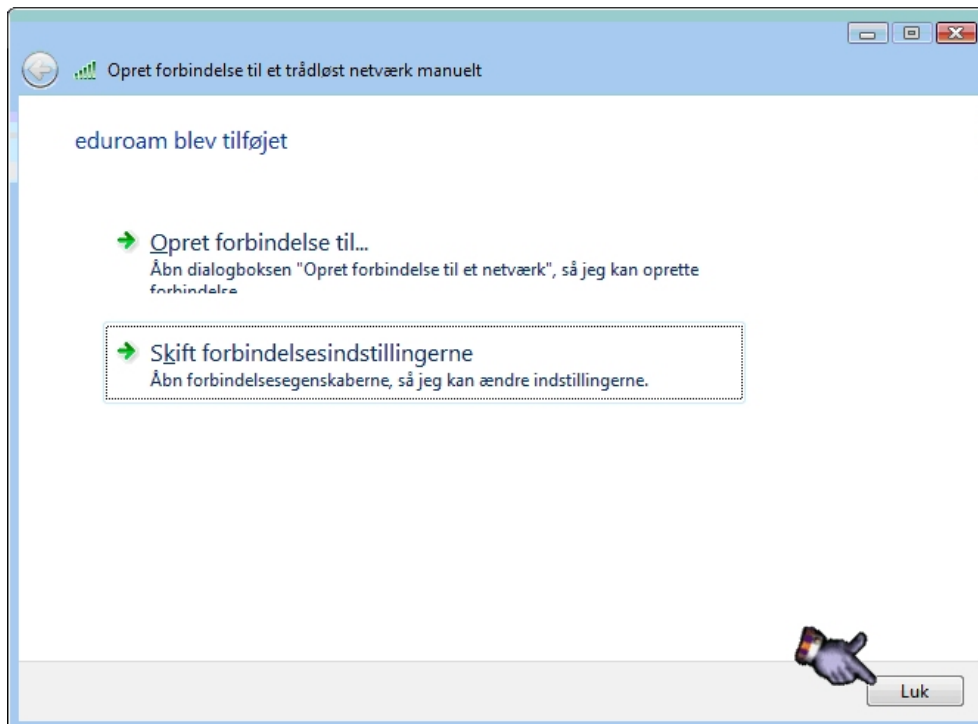 Opret forbindelse til et trådløst netværk manuelt
eduroam blev tilføjet
Opret forbindelse til...
Åbn dialogboksen "Opret forbindelse til et netværk", så jeg kan oprette
forbindelse
Skift forbindelsesindstillingerne
Åbn forbindelsesegenskaberne, så jeg kan ændre indstillingerne.
Luk